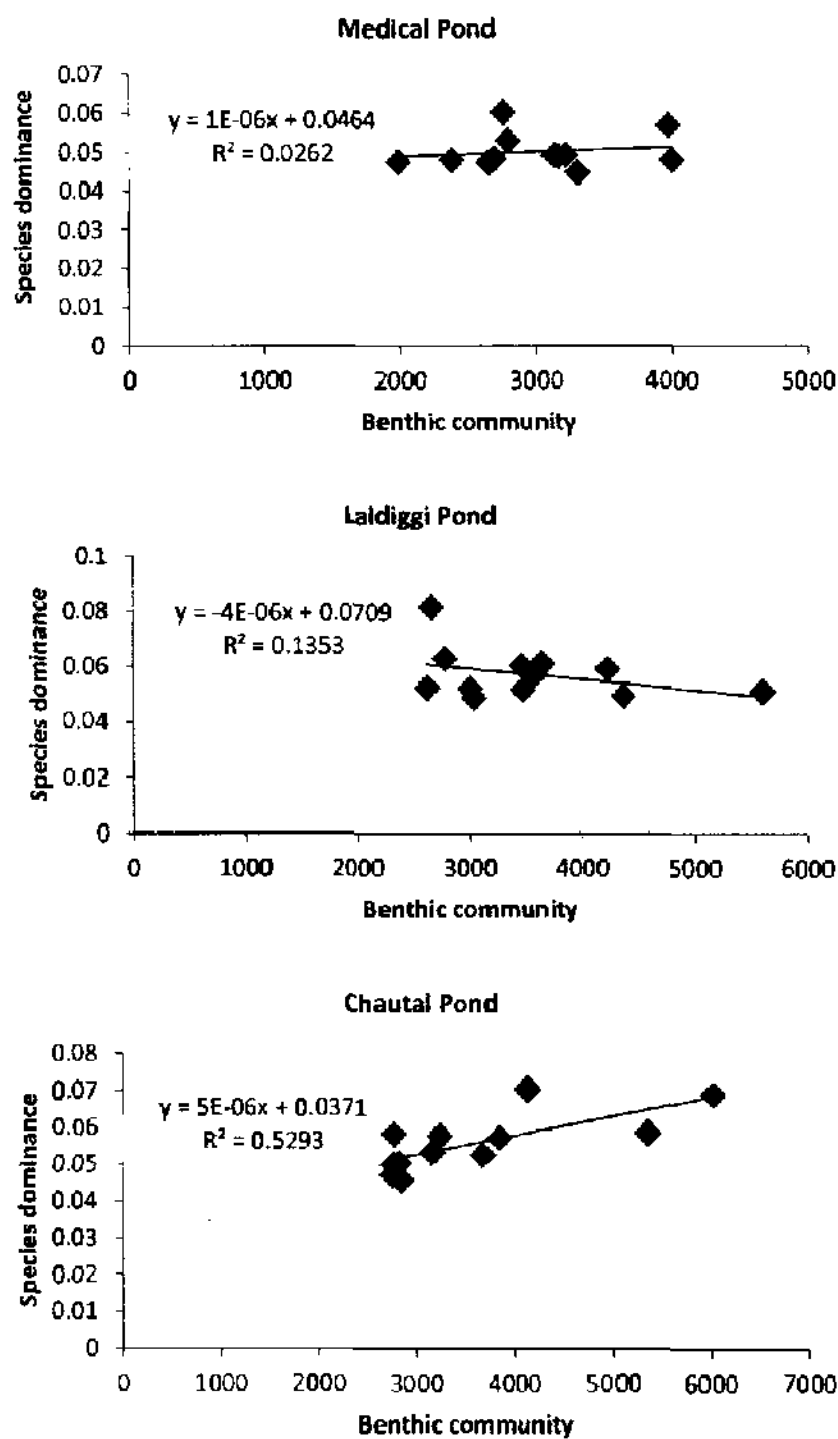 Medical Pond
0.07
0.06
0.05
0.04
0.03
0.02
0.01
0
y = 1E-06x + 0.0464
R² = 0.0262
Species dominance
0 1000 2000 3000 4000 5000
Benthic community
Laldiggi Pond
0.1
0.08
0.06
0.04
0.02
0
y = -4E-06x + 0.0709
R² = 0.1353
Species dominance
0 1000 2000 3000 4000 5000 6000
Benthic community
Chautal Pond
0.08
0.07
0.06
0.05
0.04
0.03
0.02
0.01
0
y = 5E-06x + 0.0371
R² = 0.5293
Species dominance
0 1000 2000 3000 4000 5000 6000 7000
Benthic community